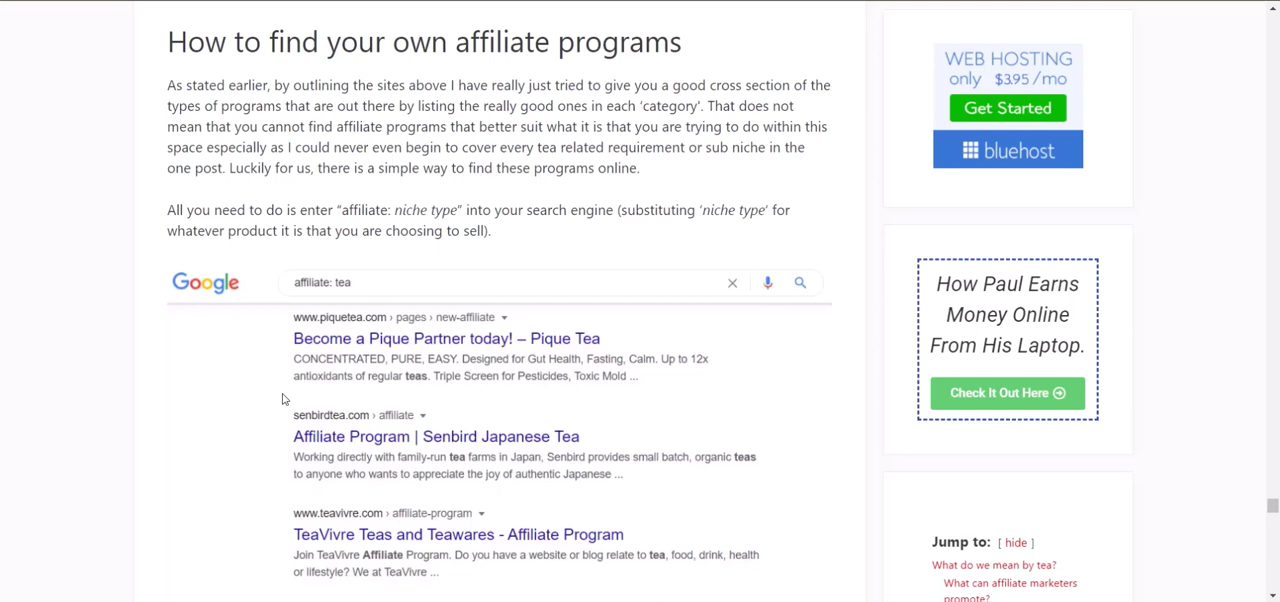 How to find your own affiliate programs
As stated earlier, by outlining the sites above I have really just tried to give you a good cross section of the
types of programs that are out there by listing the really good ones in each 'category'. That does not
mean that you cannot find affiliate programs that better suit what it is that you are trying to do within this
space especially as I could never even begin to cover every tea related requirement or sub niche in the
one post. Luckily for us, there is a simple way to find these programs online.
All you need to do is enter “affiliate: niche type” into your search engine (substituting ‘niche type‘ for
whatever product it is that you are choosing to sell).
Google
affiliate: tea
www.piquetea.com › pages › new-affiliate
Become a Pique Partner today! – Pique Tea
CONCENTRATED, PURE, EASY. Designed for Gut Health, Fasting, Calm. Up to 12x
antioxidants of regular teas. Triple Screen for Pesticides, Toxic Mold ...
senbirdtea.com › affiliate
Affiliate Program | Senbird Japanese Tea
Working directly with family-run tea farms in Japan, Senbird provides small batch, organic teas
to anyone who wants to appreciate the joy of authentic Japanese ...
www.teavivre.com › affiliate-program
TeaVivre Teas and Teawares - Affiliate Program
Join TeaVivre Affiliate Program. Do you have a website or blog relate to tea, food, drink, health
or lifestyle? We at TeaVivre ...
WEB HOSTING
only $3.95/mo
Get Started
bluehost
How Paul Earns
Money Online
From His Laptop.
Check It Out Here
Jump to: [ hide ]
What do we mean by tea?
What can affiliate marketers
promote?